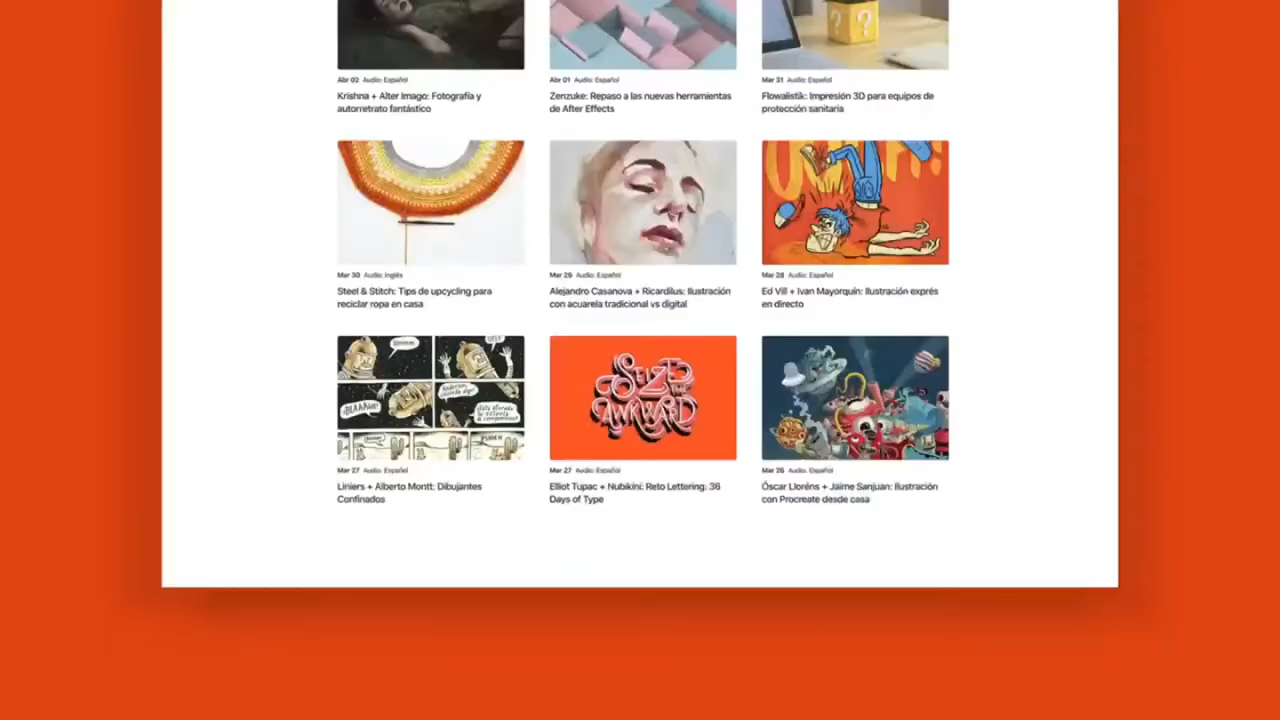 ? ?
Abr 02 Audio: Español
Krishna + Alter Imago: Fotografía y
autorretrato fantástico
Abr 01 Audio: Español
Zenzuke: Repaso a las nuevas herramientas
de After Effects
Mar 31 Audio: Español
Flowalistik: Impresión 3D para equipos de
protección sanitaria
Mar 30 Audio: Inglés
Steel & Stitch: Tips de upcycling para
reciclar ropa en casa
Mar 29 Audio: Español
Alejandro Casanova + Ricardilus: Ilustración
con acuarela tradicional vs digital
Mar 28 Audio: Español
Ed Vill + Ivan Mayorquin: Ilustración exprés
en directo
¡BLAAAHH!
SEIZE
THE
AWKWARD
Mar 27 Audio: Español
Liniers + Alberto Montt: Dibujantes
Confinados
Mar 27 Audio: Español
Elliot Tupac + Nubikini: Reto Lettering: 36
Days of Type
Mar 26 Audio: Español
Óscar Lloréns + Jaime Sanjuan: Ilustración
con Procreate desde casa